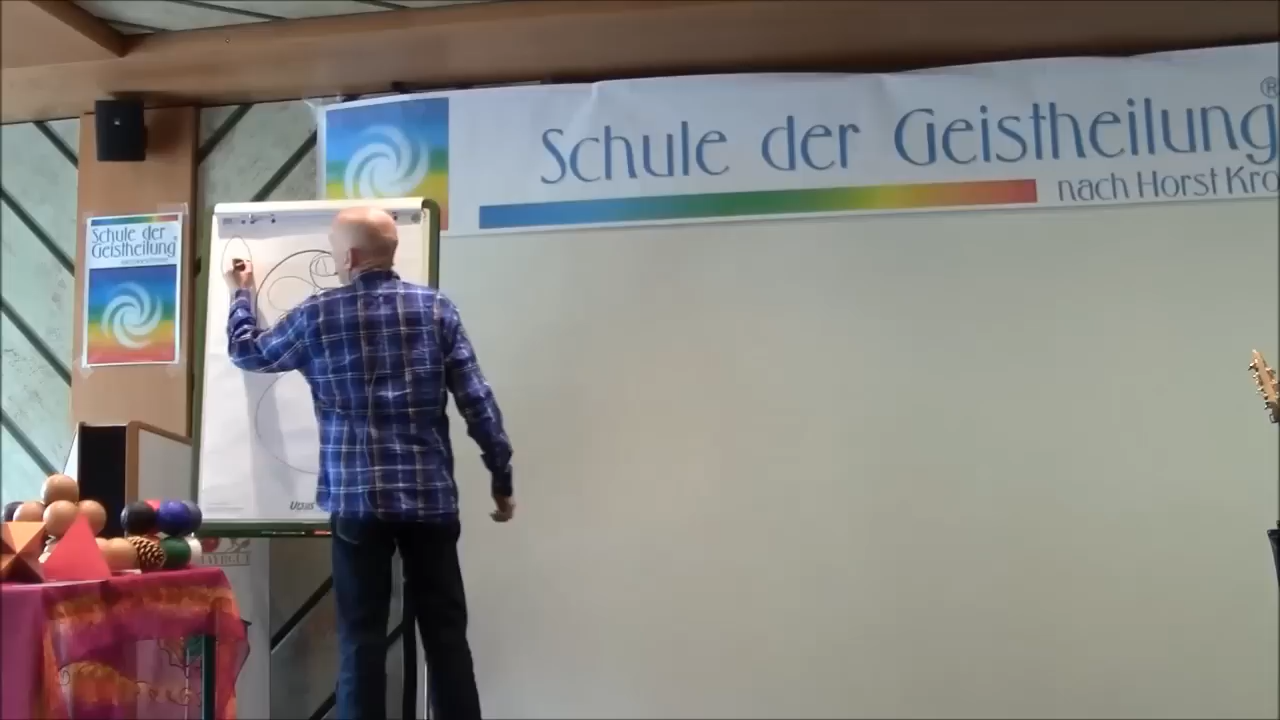 Schule der Geistheilung®
nach Horst Kro
Schule der
Geistheilung®